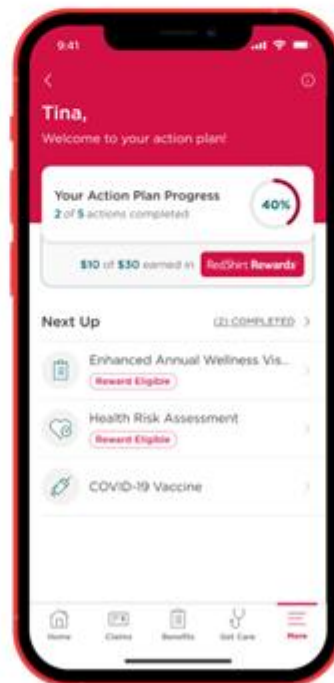 9:41
Tina,
Welcome to your action plan!
Your Action Plan Progress
2 of 5 actions completed
40%
$10 of $30 earned in RedShirt Rewards
Next Up
(2) COMPLETED
Enhanced Annual Wellness Vis...
Reward Eligible
Health Risk Assessment
Reward Eligible
COVID-19 Vaccine
Home Claims Benefits Get Care More